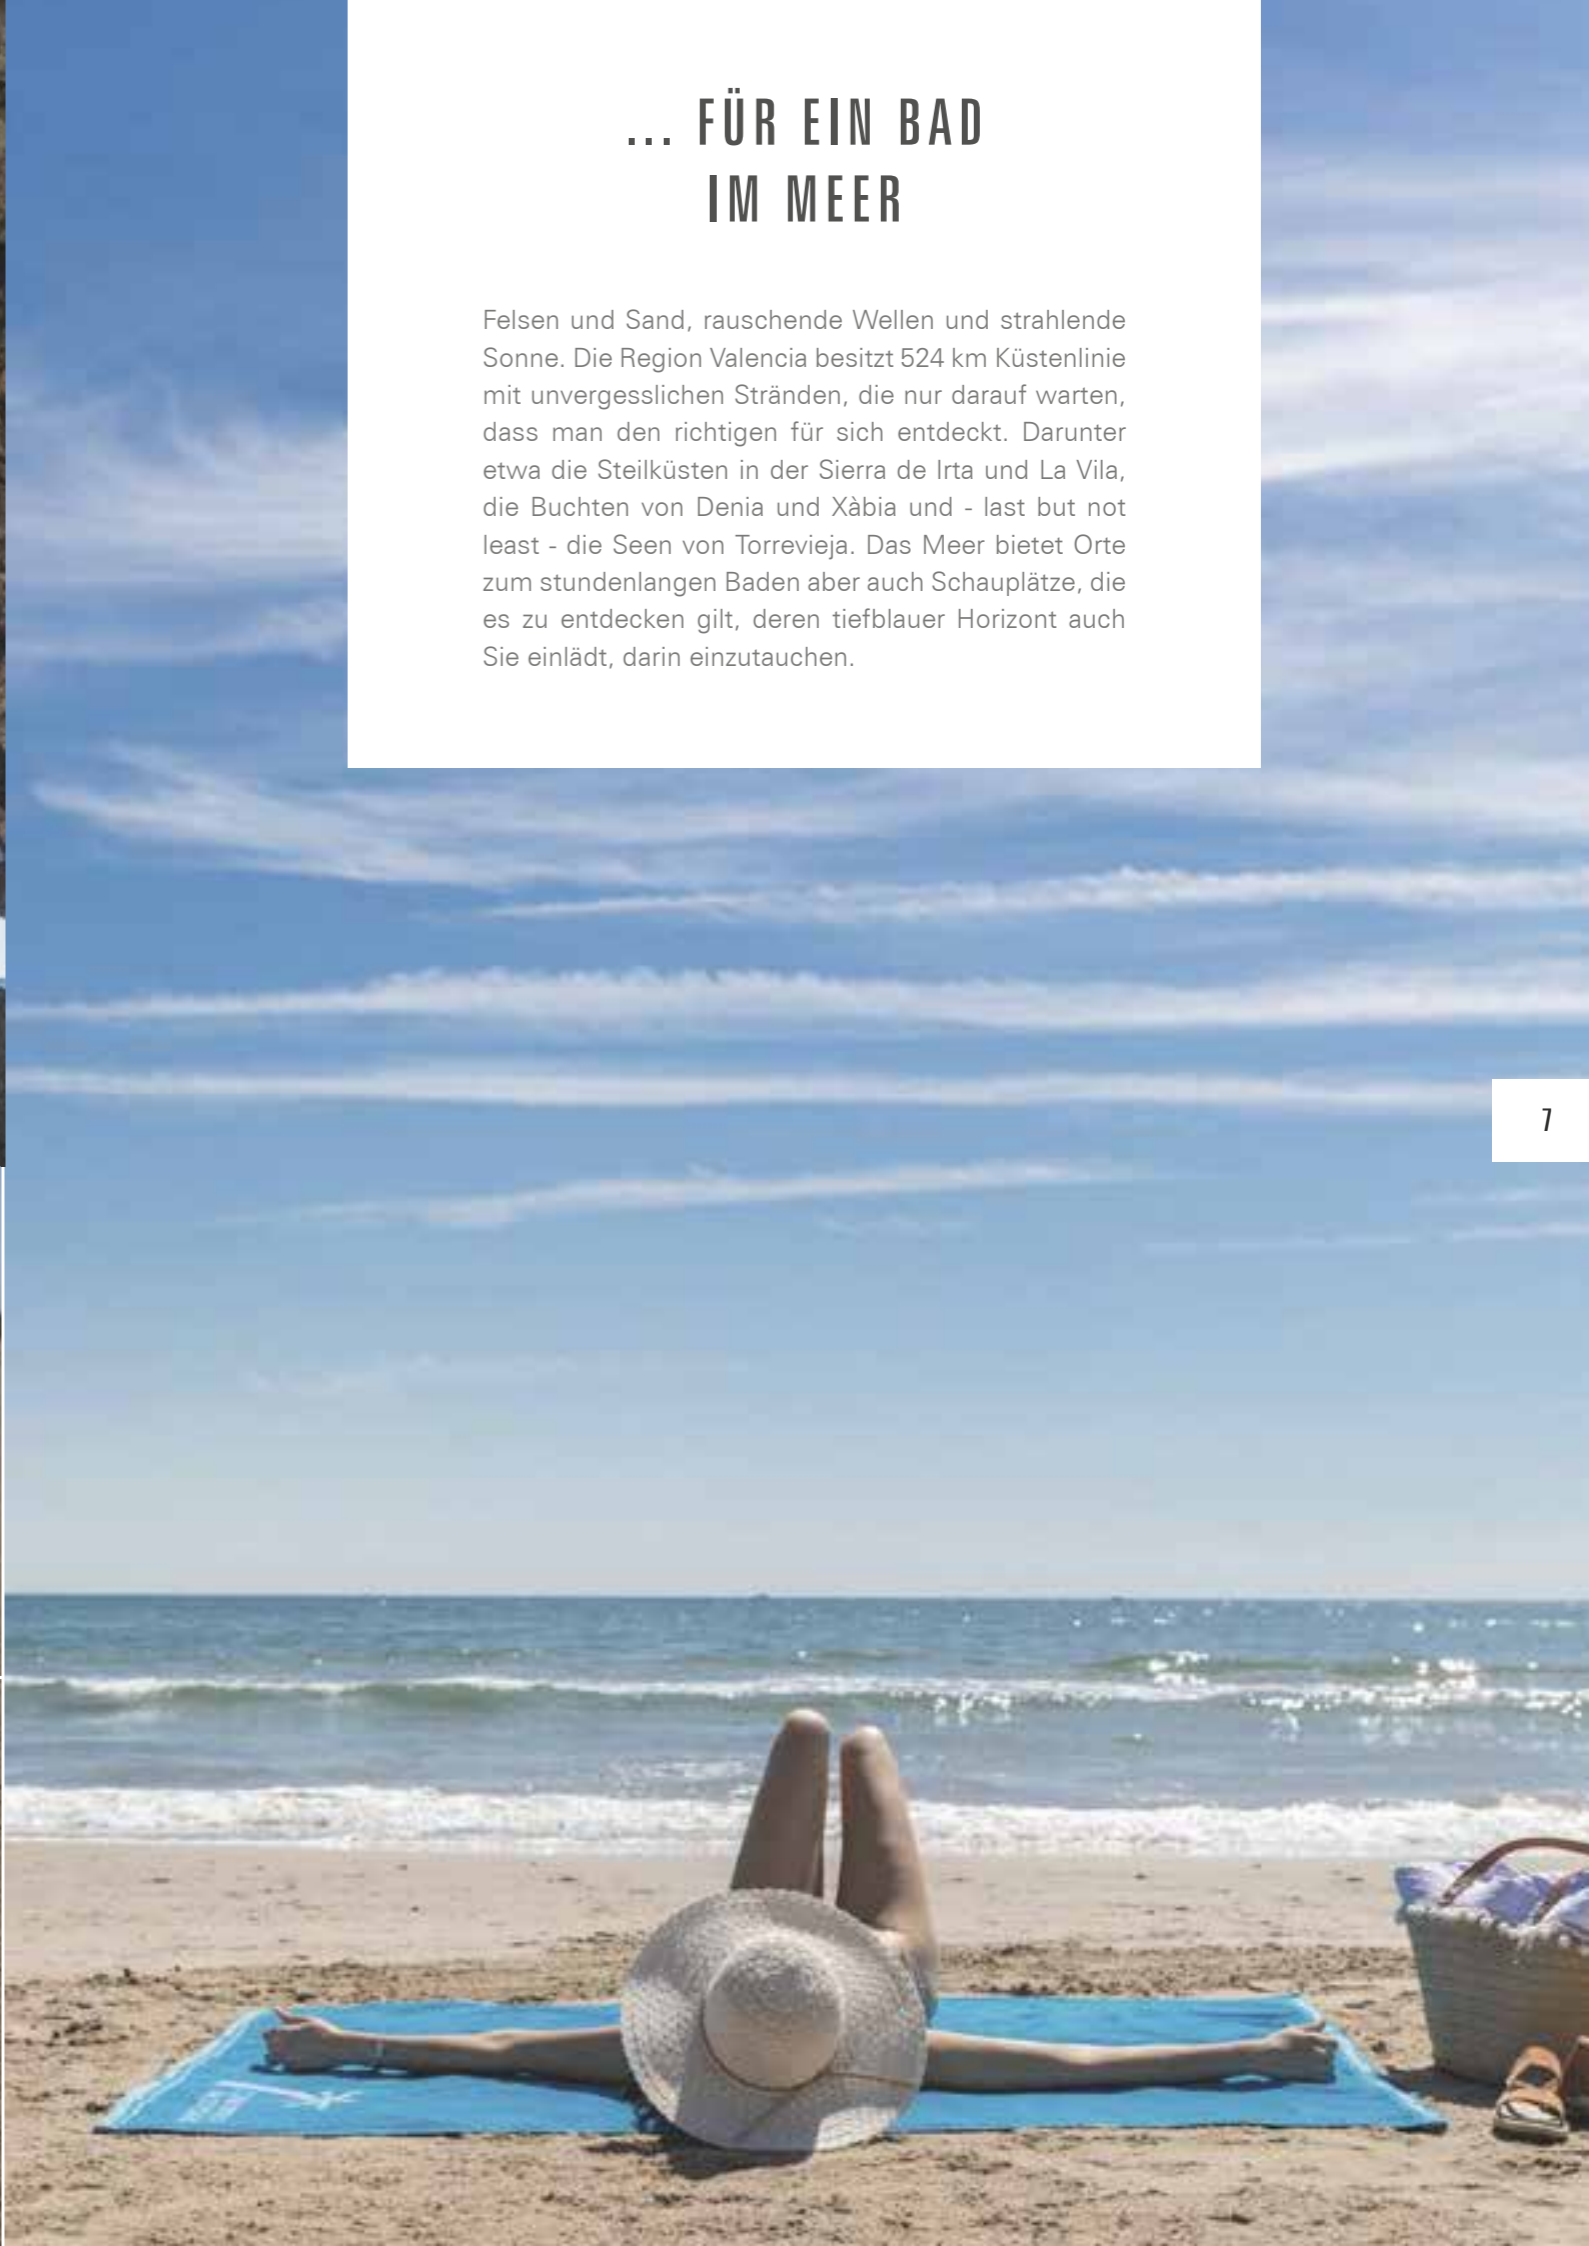 ... FÜR EIN BAD
IM MEER
Felsen und Sand, rauschende Wellen und strahlende
Sonne. Die Region Valencia besitzt 524 km Küstenlinie
mit unvergesslichen Stränden, die nur darauf warten,
dass man den richtigen für sich entdeckt. Darunter
etwa die Steilküsten in der Sierra de Irta und La Vila,
die Buchten von Denia und Xàbia und - last but not
least - die Seen von Torrevieja. Das Meer bietet Orte
zum stundenlangen Baden aber auch Schauplätze, die
es zu entdecken gilt, deren tiefblauer Horizont auch
Sie einlädt, darin einzutauchen.
7